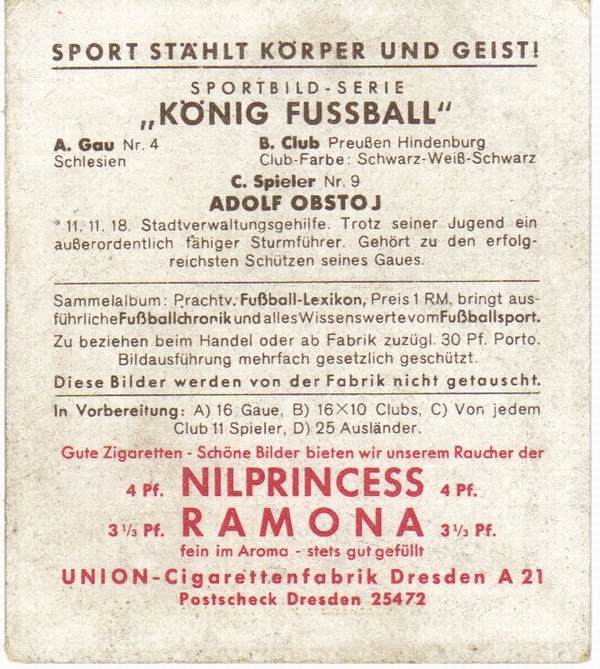 SPORT STÄHLT KÖRPER UND GEIST!
SPORTBILD-SERIE
„KÖNIG FUSSBALL“
A. Gau Nr. 4 B. Club Preußen Hindenburg
Schlesien Club-Farbe: Schwarz-Weiß-Schwarz
C. Spieler Nr. 9
ADOLF OBSTOJ
* 11. 11. 18. Stadtverwaltungsgehilfe. Trotz seiner Jugend ein
außerordentlich fähiger Sturmführer. Gehört zu den erfolg-
reichsten Schützen seines Gaues.
Sammelalbum: Prachtv. Fußball-Lexikon, Preis 1 RM, bringt aus-
führliche Fußballchronik und alles Wissenswerte vom Fußballsport.
Zu beziehen beim Handel oder ab Fabrik zuzügl. 30 Pf. Porto.
Bildausführung mehrfach gesetzlich geschützt.
Diese Bilder werden von der Fabrik nicht getauscht.
In Vorbereitung: A) 16 Gaue, B) 16×10 Clubs, C) Von jedem
Club 11 Spieler, D) 25 Ausländer.
Gute Zigaretten - Schöne Bilder bieten wir unserem Raucher der
4 Pf. NILPRINCESS 4 Pf.
3 1/3 Pf. RAMONA 3 1/3 Pf.
fein im Aroma - stets gut gefüllt
UNION-Cigarettenfabrik Dresden A 21
Postscheck Dresden 25472